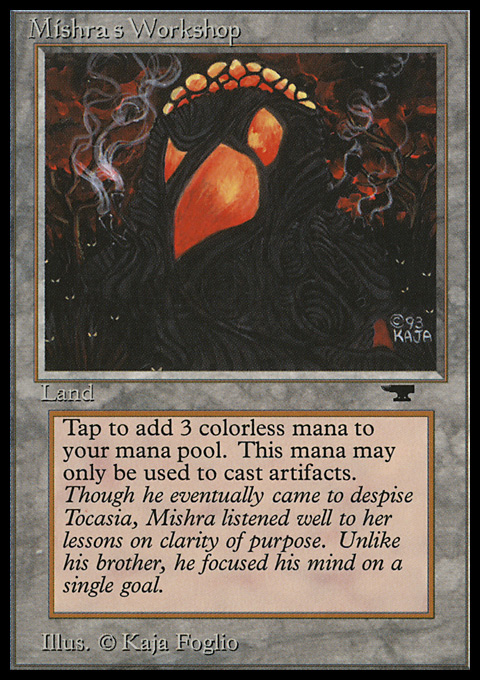 Mishra's Workshop
©93
KAJA
Land
Tap to add 3 colorless mana to
your mana pool. This mana may
only be used to cast artifacts.
Though he eventually came to despise
Tocasia, Mishra listened well to her
lessons on clarity of purpose. Unlike
his brother, he focused his mind on a
single goal.
Illus. © Kaja Foglio